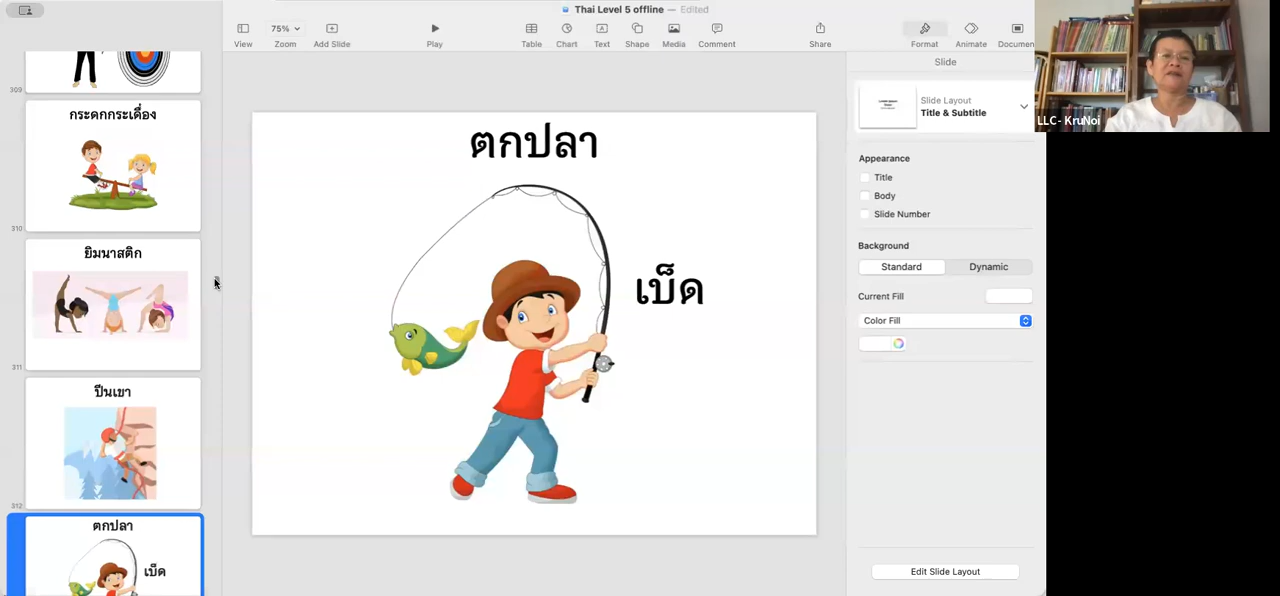 Thai Level 5 offline — Edited
75%
View
Zoom
Add Slide
Play
Table
Chart
Text
Shape
Media
Comment
Share
Format
Animate
Documen
309
กระดกกระเดื่อง
310
ยิมนาสติก
311
ปีนเขา
312
ตกปลา
เบ็ด
ตกปลา
เบ็ด
Slide
Slide Layout
Title & Subtitle
Appearance
Title
Body
Slide Number
Background
Standard
Dynamic
Current Fill
Color Fill
Edit Slide Layout
LLC- KruNoi